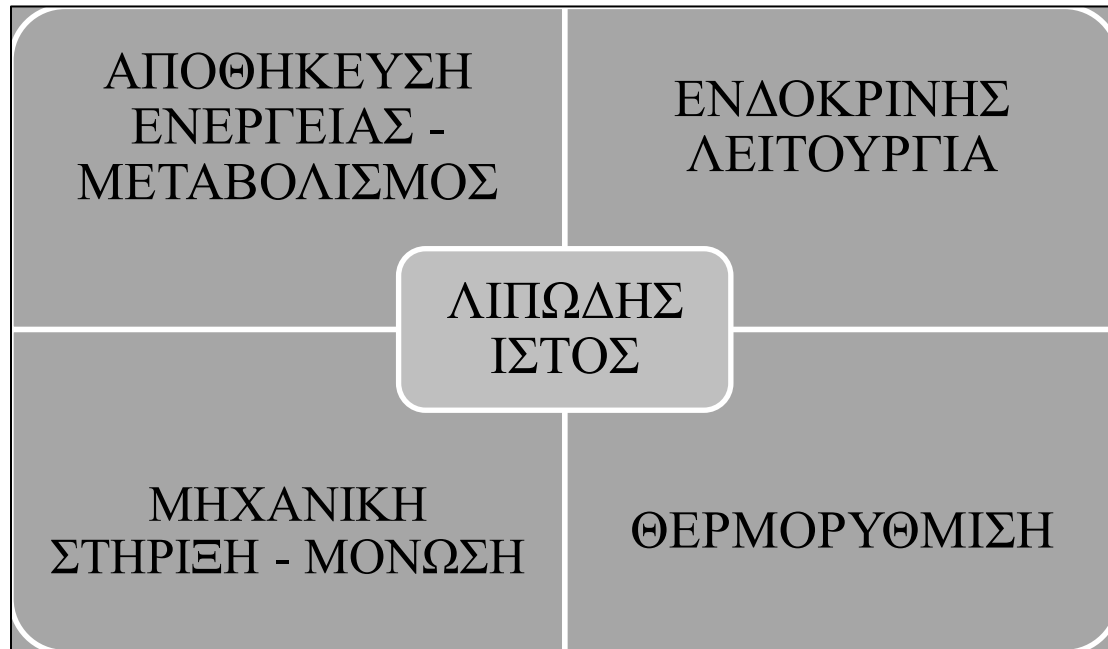 ΑΠΟΘΗΚΕΥΣΗ
ΕΝΕΡΓΕΙΑΣ -
ΜΕΤΑΒΟΛΙΣΜΟΣ
ΕΝΔΟΚΡΙΝΗΣ
ΛΕΙΤΟΥΡΓΙΑ
ΛΙΠΩΔΗΣ
ΙΣΤΟΣ
ΜΗΧΑΝΙΚΗ
ΣΤΗΡΙΞΗ - ΜΟΝΩΣΗ
ΘΕΡΜΟΡΥΘΜΙΣΗ